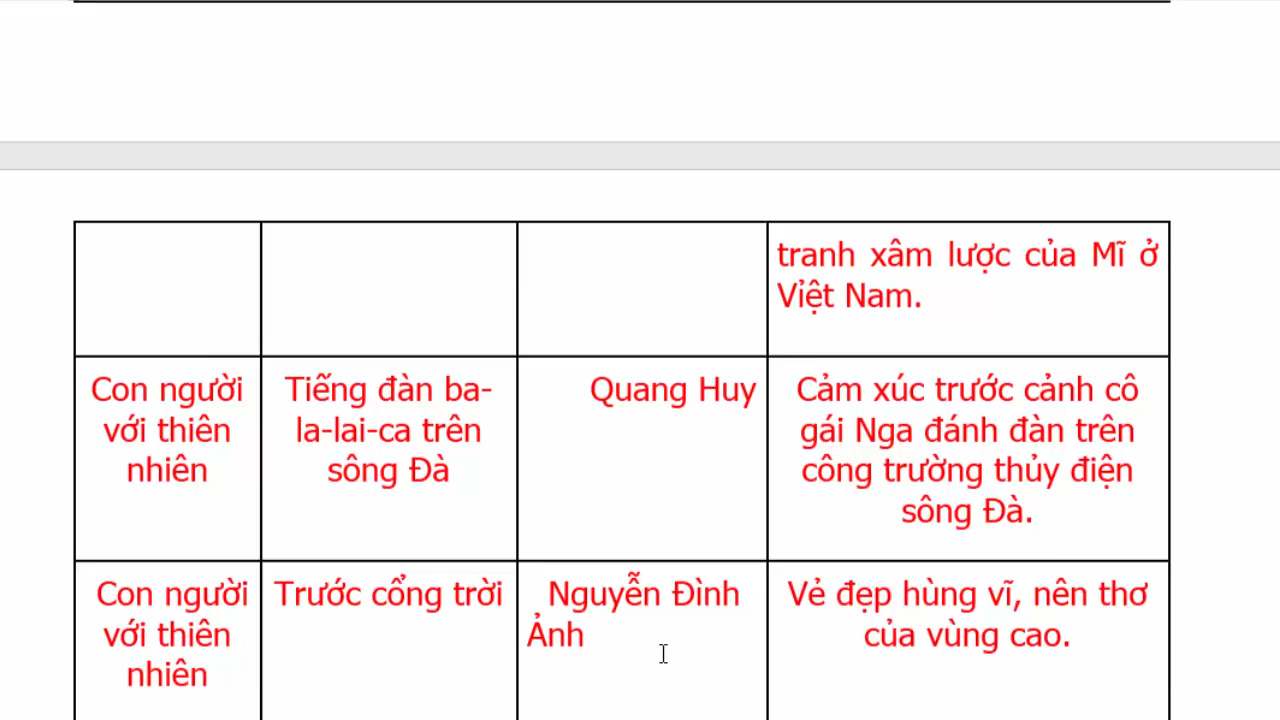 tranh xâm lược của Mĩ ở
Việt Nam.
Con người
với thiên
nhiên
Tiếng đàn ba-
la-lai-ca trên
sông Đà
Quang Huy
Cảm xúc trước cảnh cô
gái Nga đánh đàn trên
công trường thủy điện
sông Đà.
Con người
với thiên
nhiên
Trước cổng trời
Nguyễn Đình
Ảnh
Vẻ đẹp hùng vĩ, nên thơ
của vùng cao.